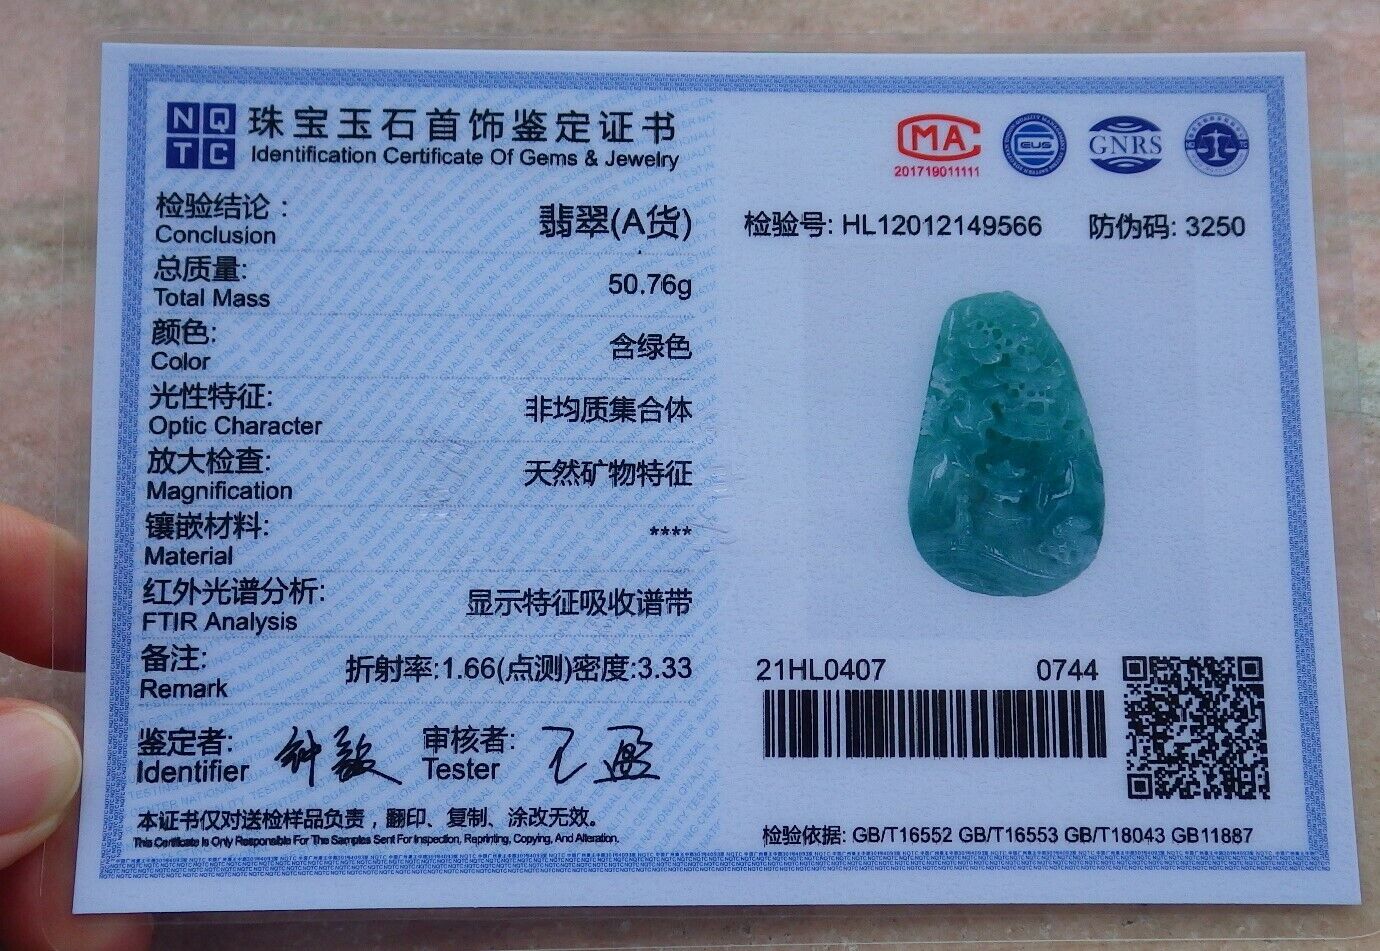 NQTC 珠宝玉石首饰鉴定证书
Identification Certificate Of Gems & Jewelry
检验结论: 翡翠(A货)
Conclusion
总质量: 50.76g
Total Mass
颜色: 含绿色
Color
光性特征: 非均质集合体
Optic Character
放大检查: 天然矿物特征
Magnification
镶嵌材料: ****
Material
红外光谱分析: 显示特征吸收谱带
FTIR Analysis
备注: 折射率:1.66(点测)密度:3.33
Remark
鉴定者: 审核者:
Identifier Tester
本证书仅对送检样品负责，翻印、复制、涂改无效。
This Certificate Is Only Responsible For The Samples Sent For Inspection, Reprinting, Copying, And Alteration.
MA
201719011111
EUS
GNRS
检验号: HL12012149566 防伪码: 3250
21HL0407 0744
检验依据: GB/T16552 GB/T16553 GB/T18043 GB11887